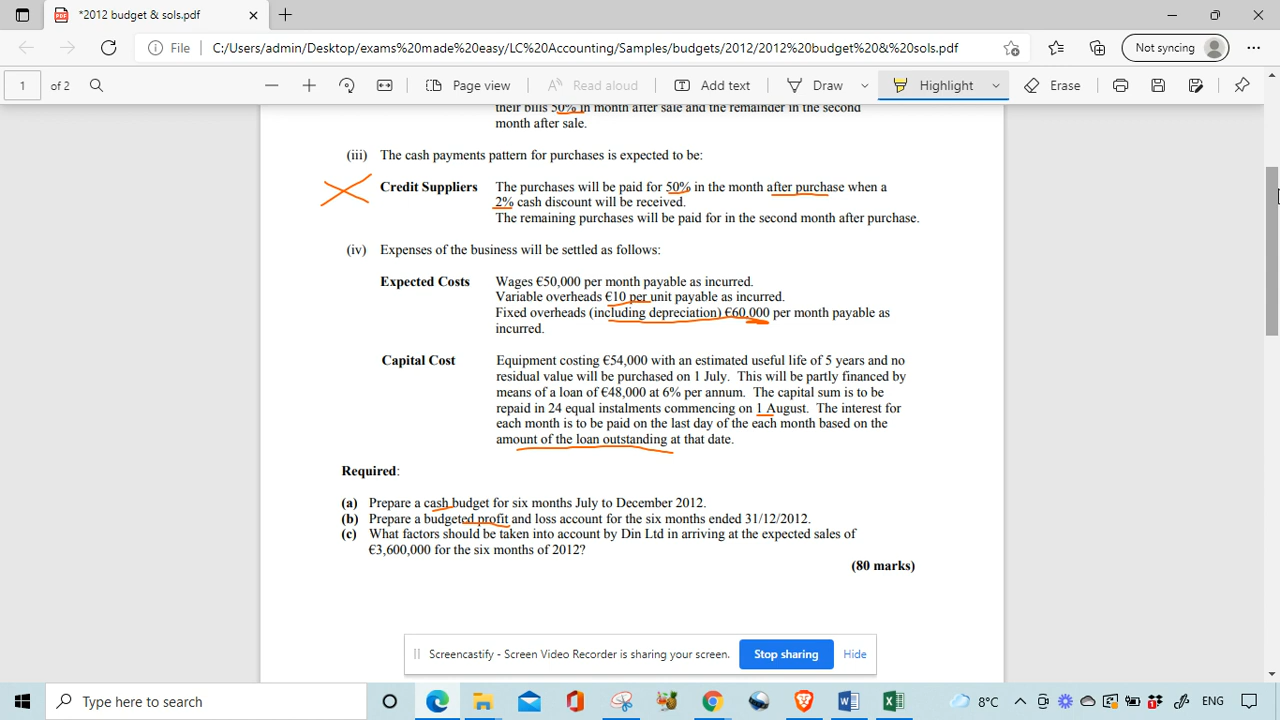 *2012 budget & sols.pdf
File C:/Users/admin/Desktop/exams%20made%20easy/LC%20Accounting/Samples/budgets/2012/2012%20budget%20&%20sols.pdf Not syncing
1 of 2 Page view Read aloud Add text Draw Highlight Erase
their bills 50% in month after sale and the remainder in the second
month after sale.
(iii) The cash payments pattern for purchases is expected to be:
Credit Suppliers The purchases will be paid for 50% in the month after purchase when a
2% cash discount will be received.
The remaining purchases will be paid for in the second month after purchase.
(iv) Expenses of the business will be settled as follows:
Expected Costs Wages €50,000 per month payable as incurred.
Variable overheads €10 per unit payable as incurred.
Fixed overheads (including depreciation) €60,000 per month payable as
incurred.
Capital Cost Equipment costing €54,000 with an estimated useful life of 5 years and no
residual value will be purchased on 1 July. This will be partly financed by
means of a loan of €48,000 at 6% per annum. The capital sum is to be
repaid in 24 equal instalments commencing on 1 August. The interest for
each month is to be paid on the last day of the each month based on the
amount of the loan outstanding at that date.
Required:
(a) Prepare a cash budget for six months July to December 2012.
(b) Prepare a budgeted profit and loss account for the six months ended 31/12/2012.
(c) What factors should be taken into account by Din Ltd in arriving at the expected sales of
€3,600,000 for the six months of 2012?
(80 marks)
Screencastify - Screen Video Recorder is sharing your screen. Stop sharing Hide
Type here to search 8°C ENG